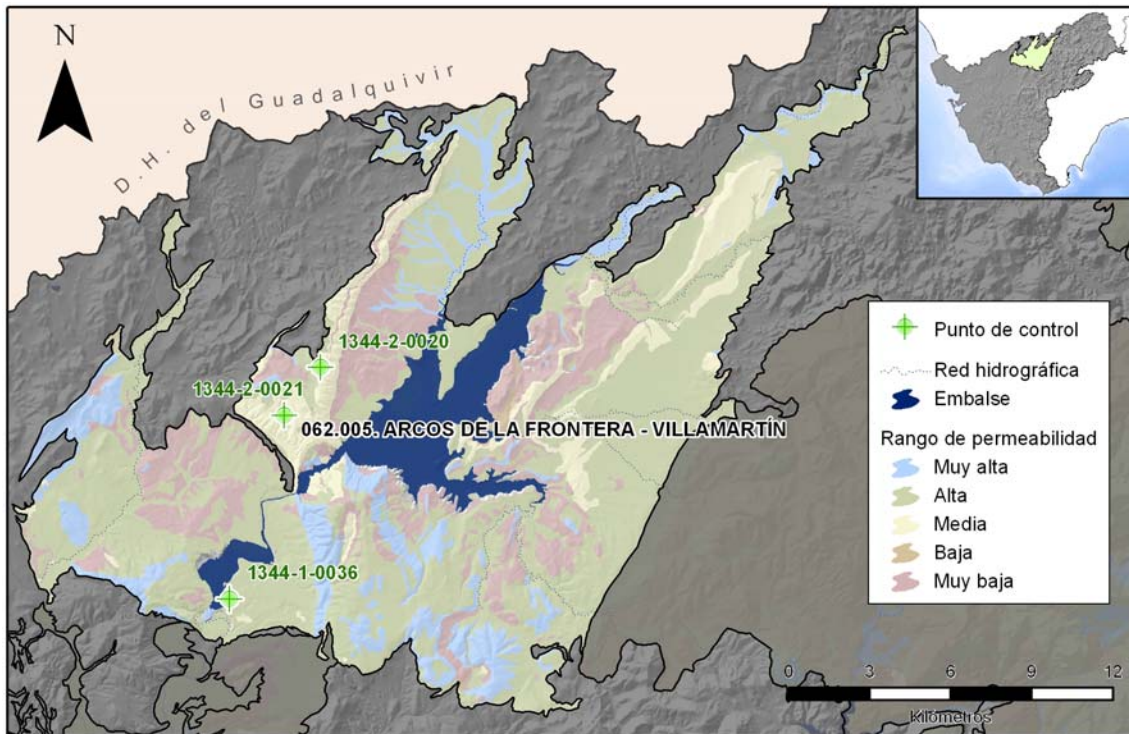 N
D.H. del Guadalquivir
1344-2-0020
1344-2-0021
062.005. ARCOS DE LA FRONTERA - VILLAMARTÍN
1344-1-0036
Punto de control
Red hidrográfica
Embalse
Rango de permeabilidad
Muy alta
Alta
Media
Baja
Muy baja
0 3 6 9 12
Kilómetros